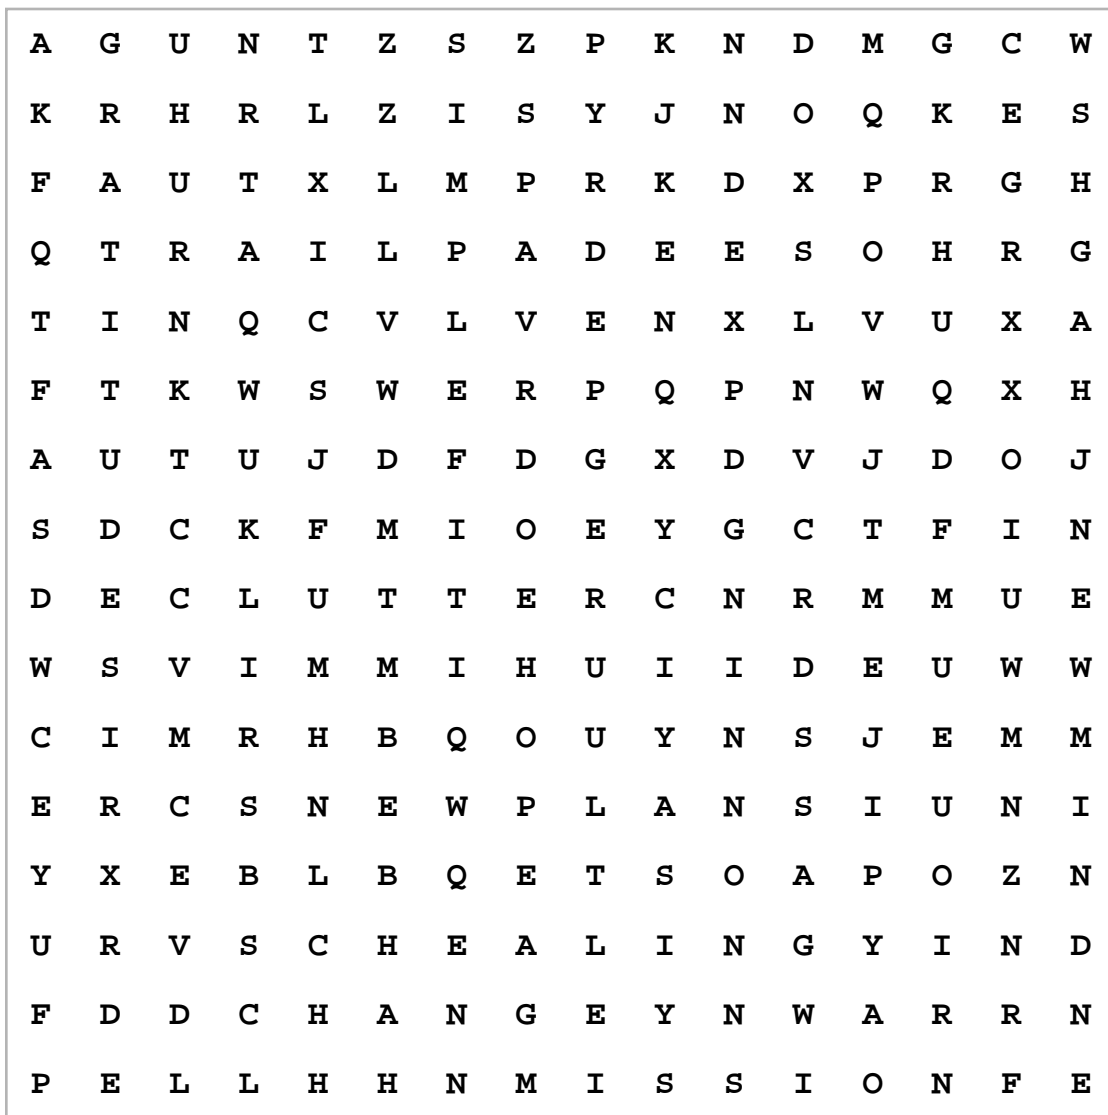 A G U N T Z S Z P K N D M G C W
K R H R L Z I S Y J N O Q K E S
F A U T X L M P R K D X P R G H
Q T R A I L P A D E E S O H R G
T I N Q C V L V E N X L V U X A
F T K W S W E R P Q P N W Q X H
A U T U J D F D G X D V J D O J
S D C K F M I O E Y G C T F I N
D E C L U T T E R C N R M M U E
W S V I M M I H U I I D E U W W
C I M R H B Q O U Y N S J E M M
E R C S N E W P L A N S I U N I
Y X E B L B Q E T S O A P O Z N
U R V S C H E A L I N G Y I N D
F D D C H A N G E Y N W A R R N
P E L L H H N M I S S I O N F E